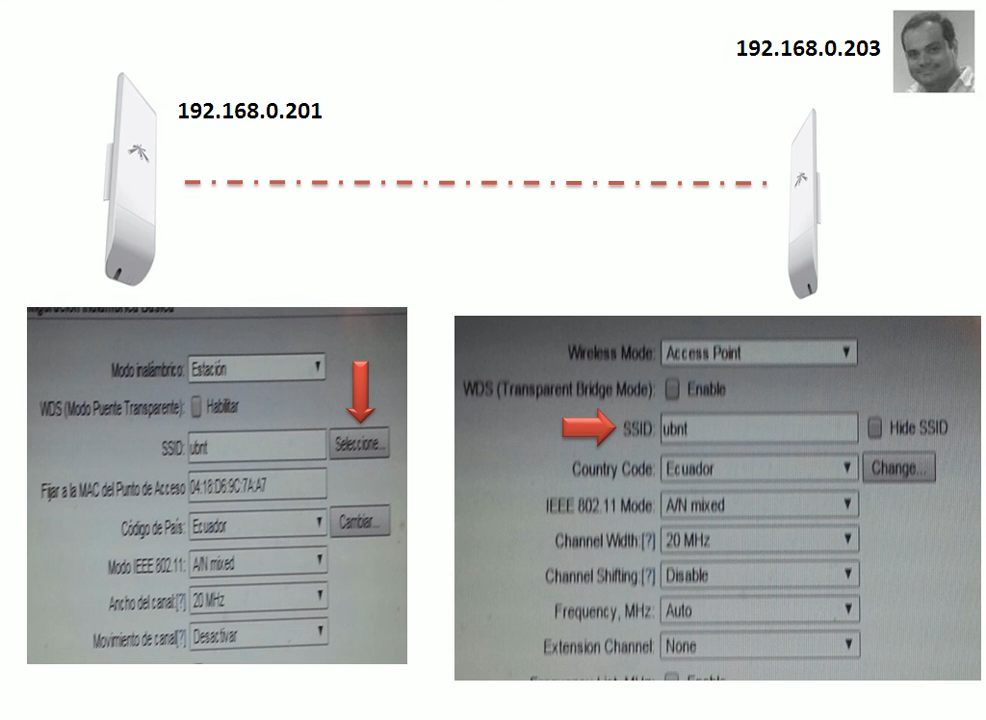 192.168.0.203
192.168.0.201
Modo inalámbrico: Estación
WDS (Modo Puente Transparente): Habilitar
SSID: ubnt Seleccione...
Fijar a la MAC del Punto de Acceso 04:18:D6:9C:7A:A7
Código de País: Ecuador Cambiar...
Modo IEEE 802.11: A/N mixed
Ancho del canal:[?] 20 MHz
Movimiento de canal[?] Desactivar
Wireless Mode: Access Point
WDS (Transparent Bridge Mode): Enable
SSID: ubnt Hide SSID
Country Code: Ecuador Change...
IEEE 802.11 Mode: A/N mixed
Channel Width:[?] 20 MHz
Channel Shifting:[?] Disable
Frequency, MHz: Auto
Extension Channel: None